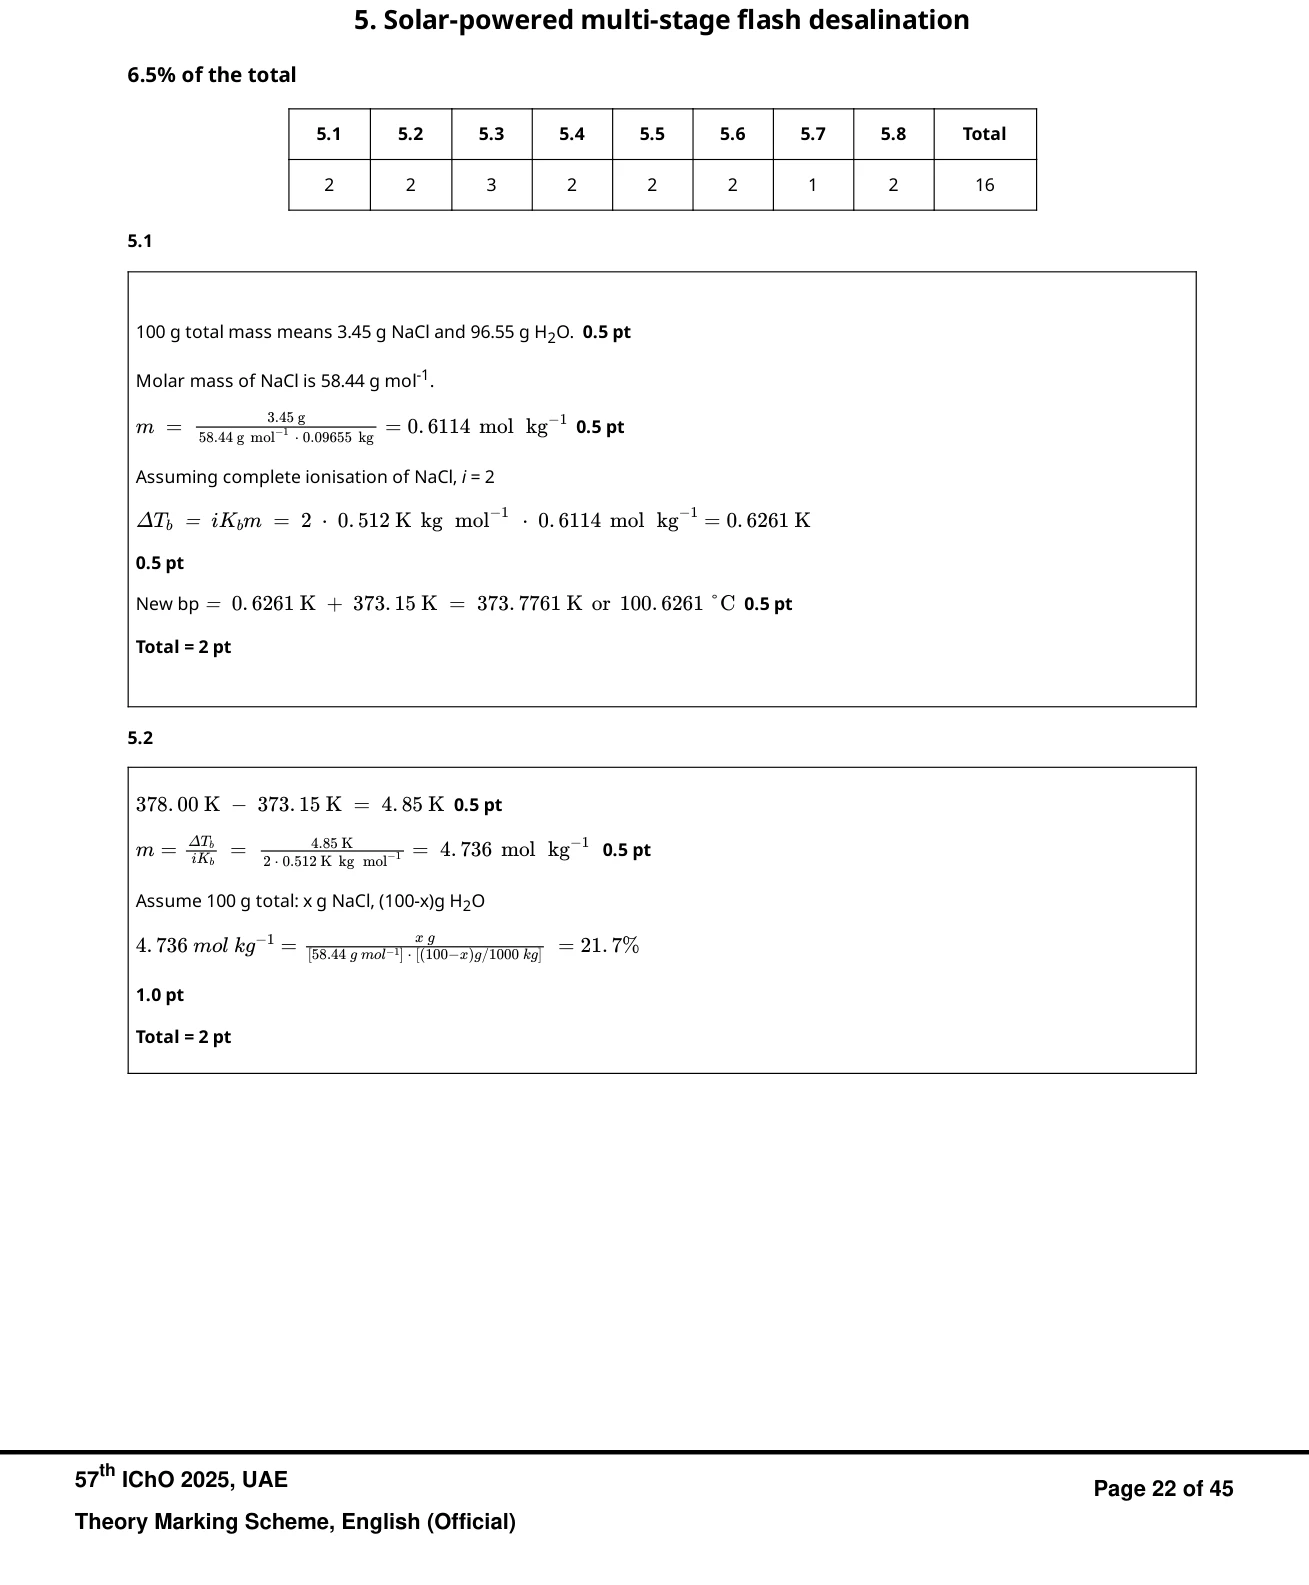 5. Solar-powered multi-stage flash desalination
6.5% of the total
5.1 5.2 5.3 5.4 5.5 5.6 5.7 5.8 Total
2 2 3 2 2 2 1 2 16
5.1
100 g total mass means 3.45 g NaCl and 96.55 g H₂O. 0.5 pt
Molar mass of NaCl is 58.44 g mol⁻¹.
m = \frac{3.45 g}{58.44 g mol⁻¹ · 0.09655 kg} = 0.6114 mol kg⁻¹ 0.5 pt
Assuming complete ionisation of NaCl, i = 2
ΔT_b = iK_bm = 2 · 0.512 K kg mol⁻¹ · 0.6114 mol kg⁻¹ = 0.6261 K
0.5 pt
New bp = 0.6261 K + 373.15 K = 373.7761 K or 100.6261 °C 0.5 pt
Total = 2 pt
5.2
378.00 K − 373.15 K = 4.85 K 0.5 pt
m = \frac{ΔT_b}{iK_b} = \frac{4.85 K}{2 · 0.512 K kg mol⁻¹} = 4.736 mol kg⁻¹ 0.5 pt
Assume 100 g total: x g NaCl, (100-x)g H₂O
4.736 mol kg⁻¹ = \frac{x g}{[58.44 g mol⁻¹] · [(100−x)g/1000 kg]} = 21.7%
1.0 pt
Total = 2 pt
57th IChO 2025, UAE
Page 22 of 45
Theory Marking Scheme, English (Official)